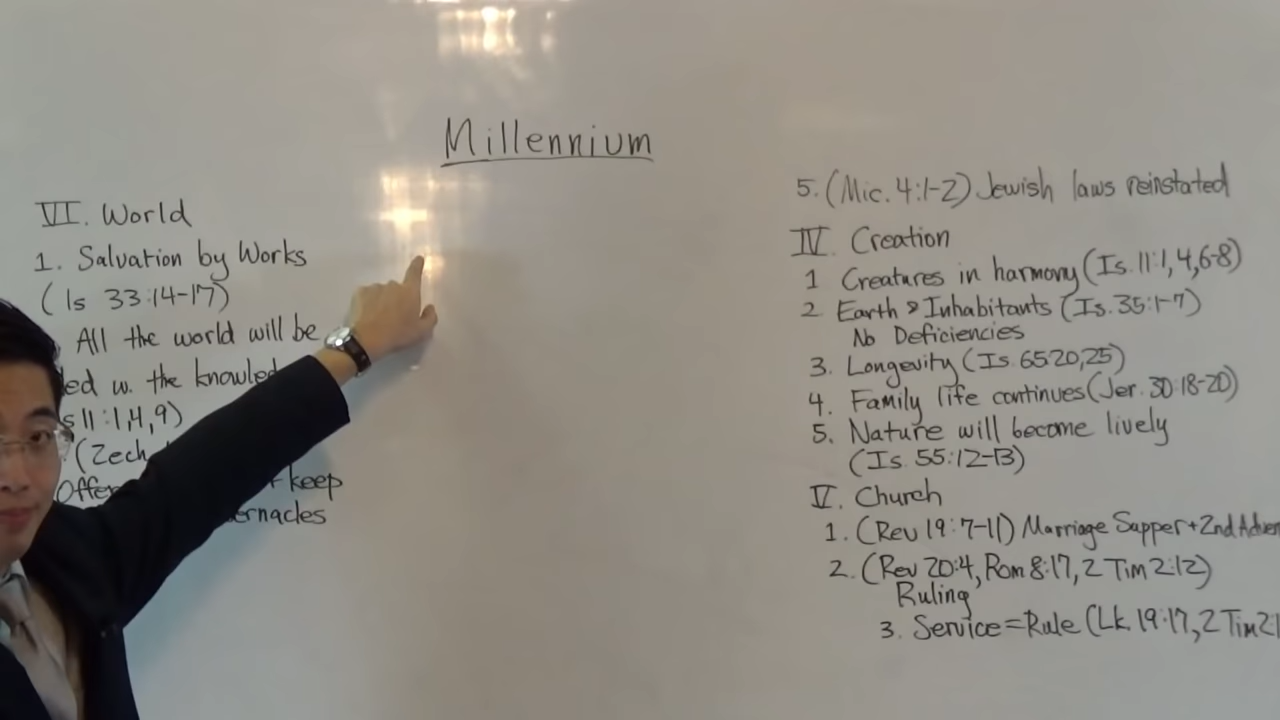 Millennium
VI. World
1. Salvation by Works
(Is 33:14-17)
All the world will be
ed w. the knowled
s 11:1,4,9)
(Zech.
Offer keep
ernacles
5. (Mic. 4:1-2) Jewish laws reinstated
IV. Creation
1 Creatures in harmony (Is. 11:1,4,6-8)
2 Earth & Inhabitants (Is. 35:1-7)
No Deficiencies
3. Longevity (Is. 65:20,25)
4. Family life continues (Jer. 30:18-20)
5. Nature will become lively
(Is. 55:12-13)
V. Church
1. (Rev 19:7-11) Marriage Supper + 2nd Adven
2. (Rev 20:4, Rom 8:17, 2 Tim 2:12)
Ruling
3. Service = Rule (Lk. 19:17, 2 Tim 2:1